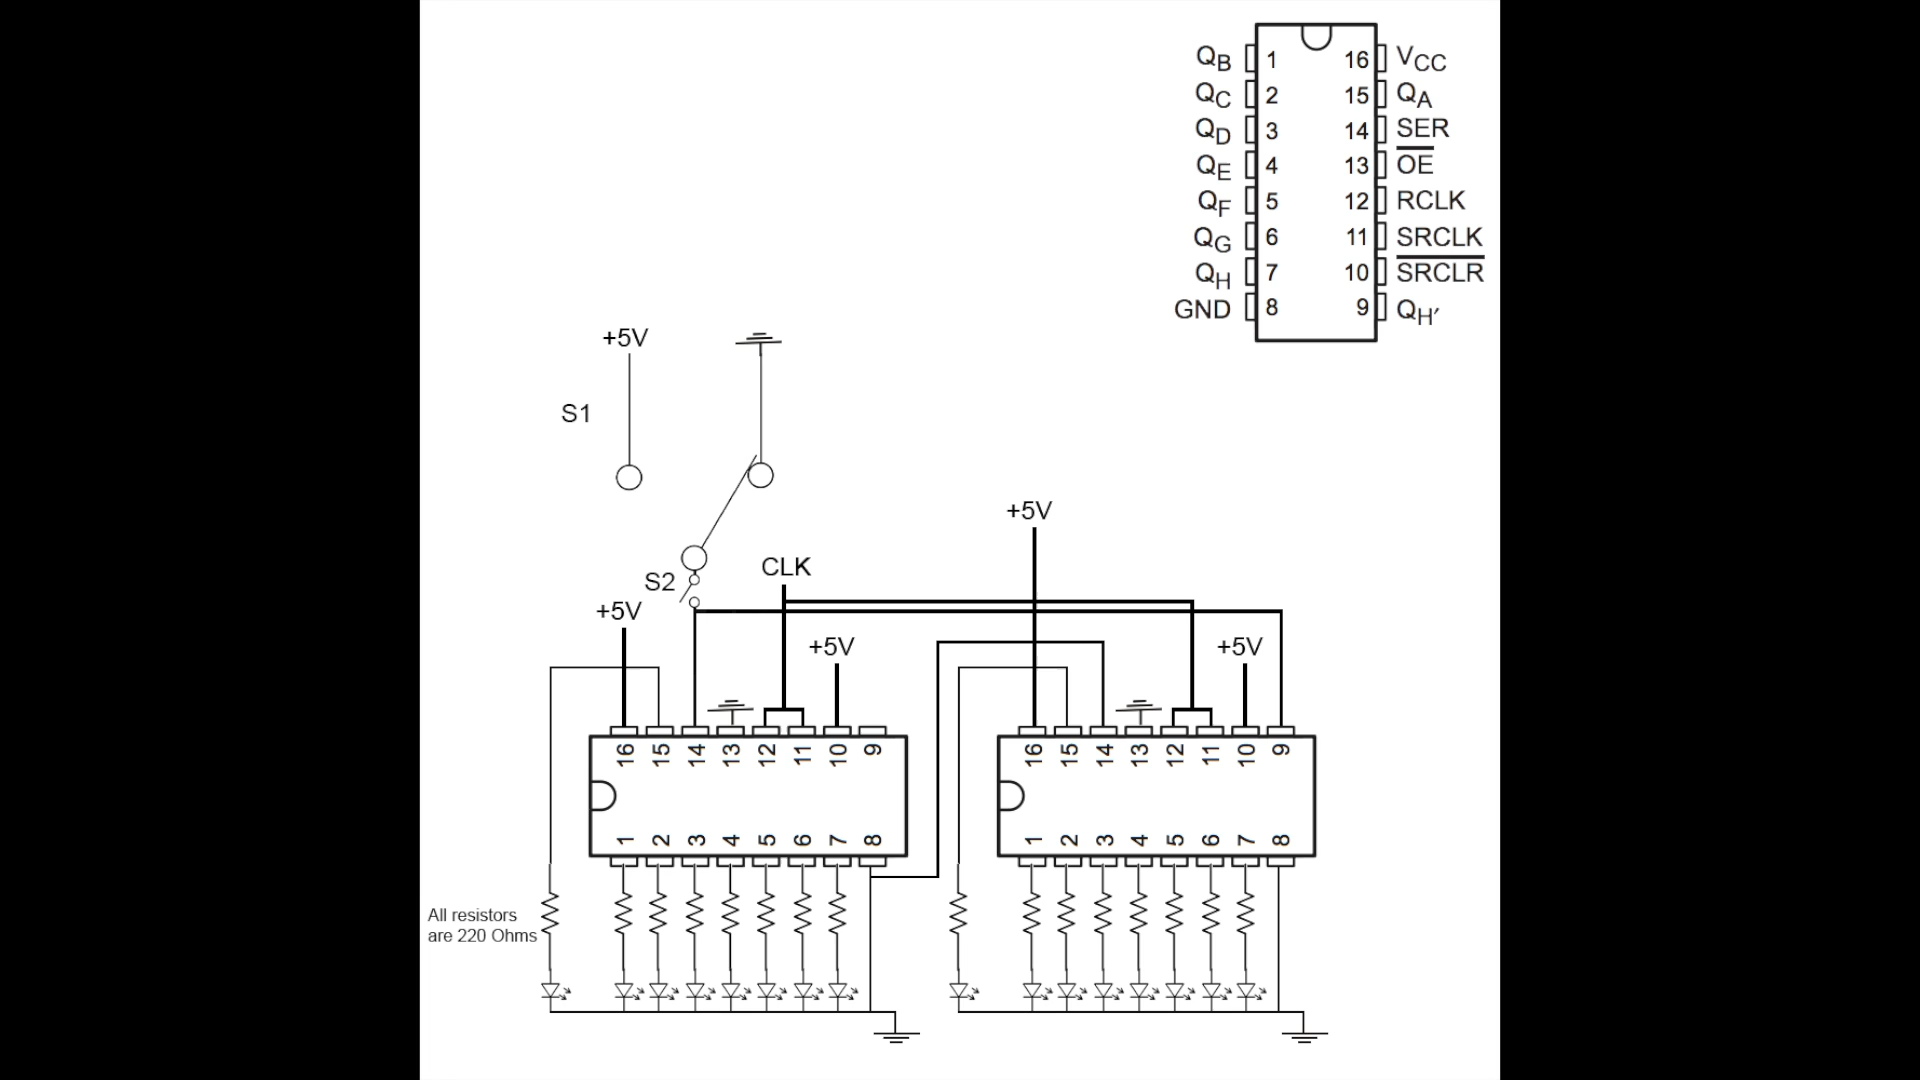 QB 1 16 VCC
QC 2 15 QA
QD 3 14 SER
QE 4 13 OE
QF 5 12 RCLK
QG 6 11 SRCLK
QH 7 10 SRCLR
GND 8 9 QH′
+5V
S1
+5V
CLK
S2
+5V
+5V
+5V
16 15 14 13 12 11 10 9
1 2 3 4 5 6 7 8
16 15 14 13 12 11 10 9
1 2 3 4 5 6 7 8
All resistors
are 220 Ohms